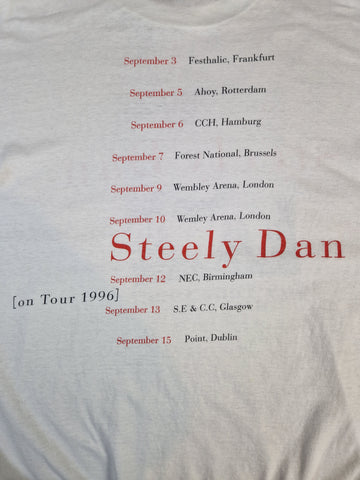 September 3 Festhalic, Frankfurt
September 5 Ahoy, Rotterdam
September 6 CCH, Hamburg
September 7 Forest National, Brussels
September 9 Wembley Arena, London
September 10 Wemley Arena, London
Steely Dan
September 12 NEC, Birmingham
[on Tour 1996]
September 13 S.E & C.C, Glasgow
September 15 Point, Dublin